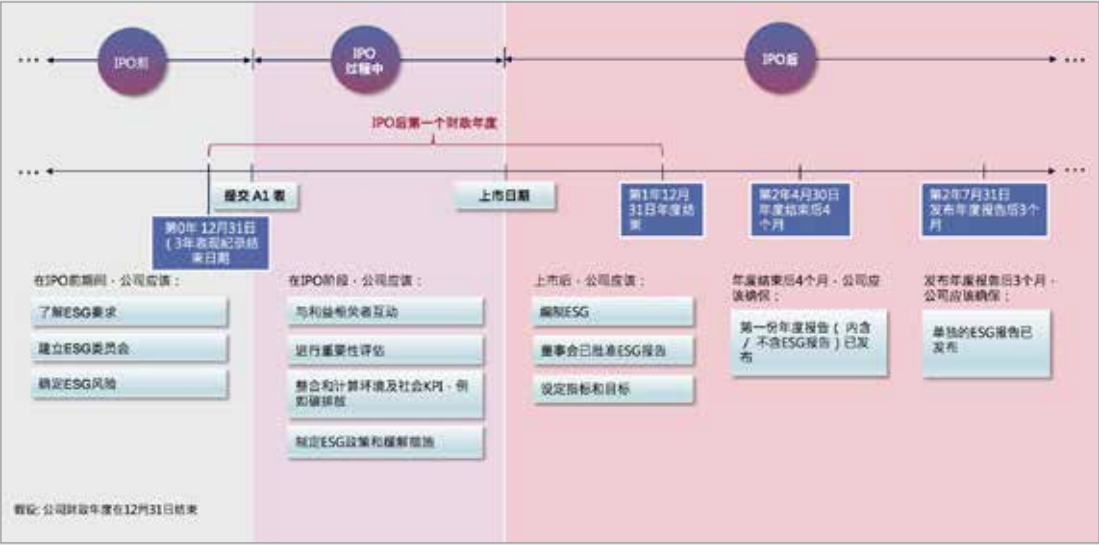 IPO前
IPO
过程中
IPO后
IPO后第一个财政年度
提交 A1 表
上市日期
第0年 12月31日
(3年表现紀录结
束日期
第1年12月
31日年度结
束
第2年4月30日
年度结束后4
个月
第2年7月31日
发布年度报告后3个
月
在IPO前期间，公司应该：
了解ESG要求
建立ESG委员会
确定ESG风险
在IPO阶段，公司应该：
与利益相关者互动
进行重要性评估
整合和计算环境及社会KPI，例
如碳排放
制定ESG政策和缓解措施
上市后，公司应该：
编制ESG
董事会已批准ESG报告
设定指标和目标
年度结束后4个月，公司应
该确保：
第一份年度报告（ 内含
/ 不含ESG报告 ) 已发
布
发布年度报告后3个月，
公司应该确保：
单独的ESG报告已
发布
假设: 公司财政年度在12月31日结束